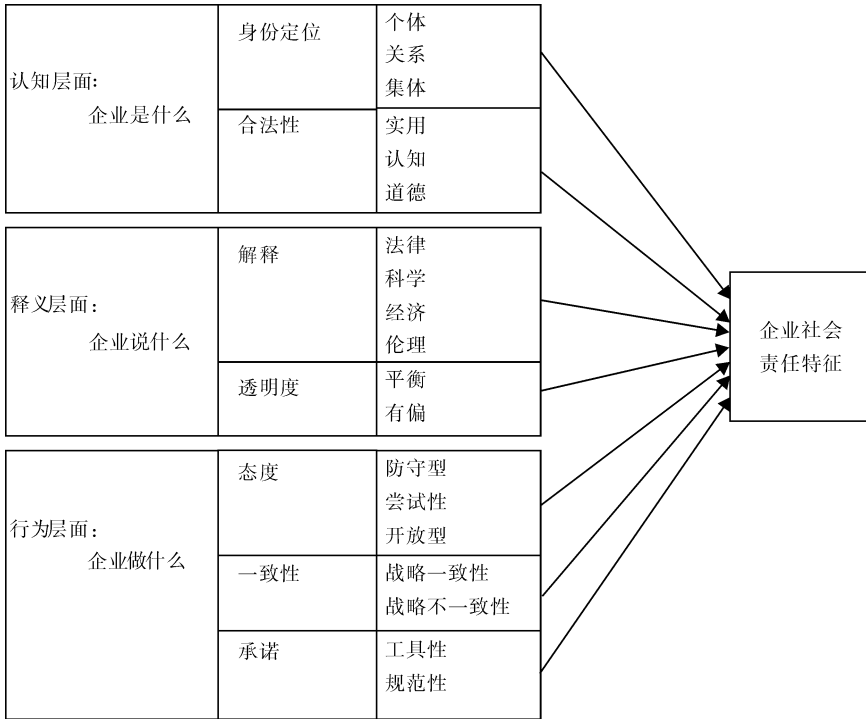 认知层面：
企业是什么
身份定位
个体
关系
集体
合法性
实用
认知
道德
释义层面：
企业说什么
解释
法律
科学
经济
伦理
透明度
平衡
有偏
行为层面：
企业做什么
态度
防守型
尝试性
开放型
一致性
战略一致性
战略不一致性
承诺
工具性
规范性
企业社会
责任特征